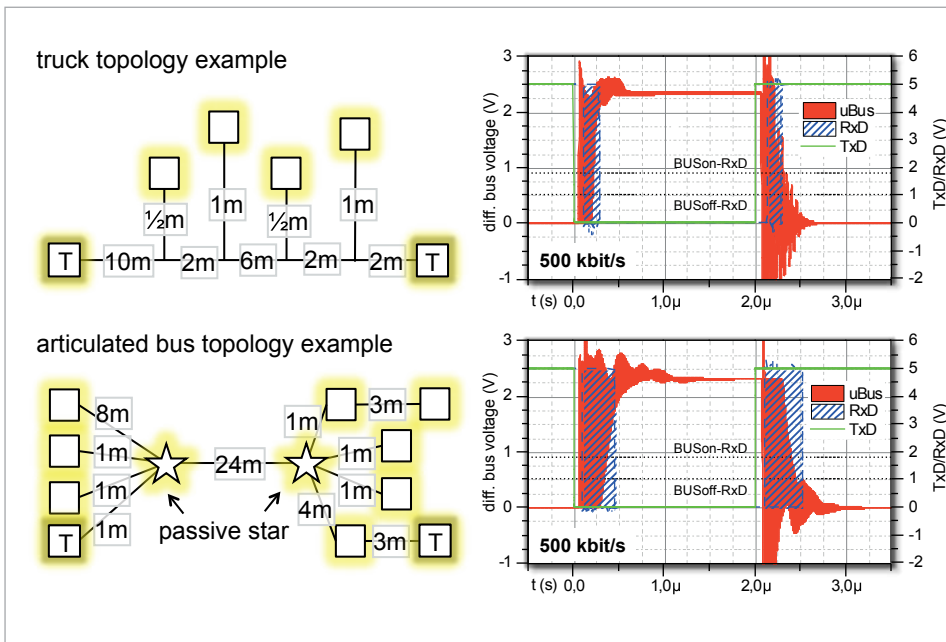 truck topology example
1m
1m
½m
½m
T
10m
2m
6m
2m
2m
T
diff. bus voltage (V)
3
2
1
0
-1
TxD/RxD (V)
6
5
4
3
2
1
0
-1
-2
uBus
RxD
TxD
BUSon-RxD
BUSoff-RxD
500 kbit/s
t (s) 0,0 1,0µ 2,0µ 3,0µ
articulated bus topology example
8m
1m
1m
1m
T
24m
passive star
1m
3m
1m
1m
4m
3m
T
diff. bus voltage (V)
3
2
1
0
-1
TxD/RxD (V)
6
5
4
3
2
1
0
-1
-2
uBus
RxD
TxD
BUSon-RxD
BUSoff-RxD
500 kbit/s
t (s) 0,0 1,0µ 2,0µ 3,0µ